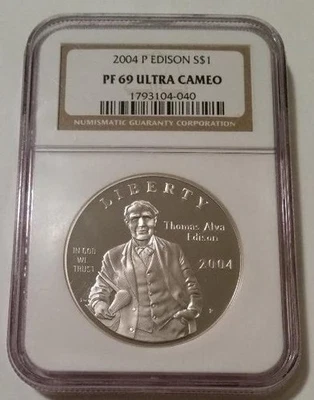 2004 P EDISON S$1
PF 69 ULTRA CAMEO
1793104-040
NUMISMATIC GUARANTY CORPORATION
LIBERTY
Thomas Alva
Edison
IN GOD
WE
TRUST
2004
P